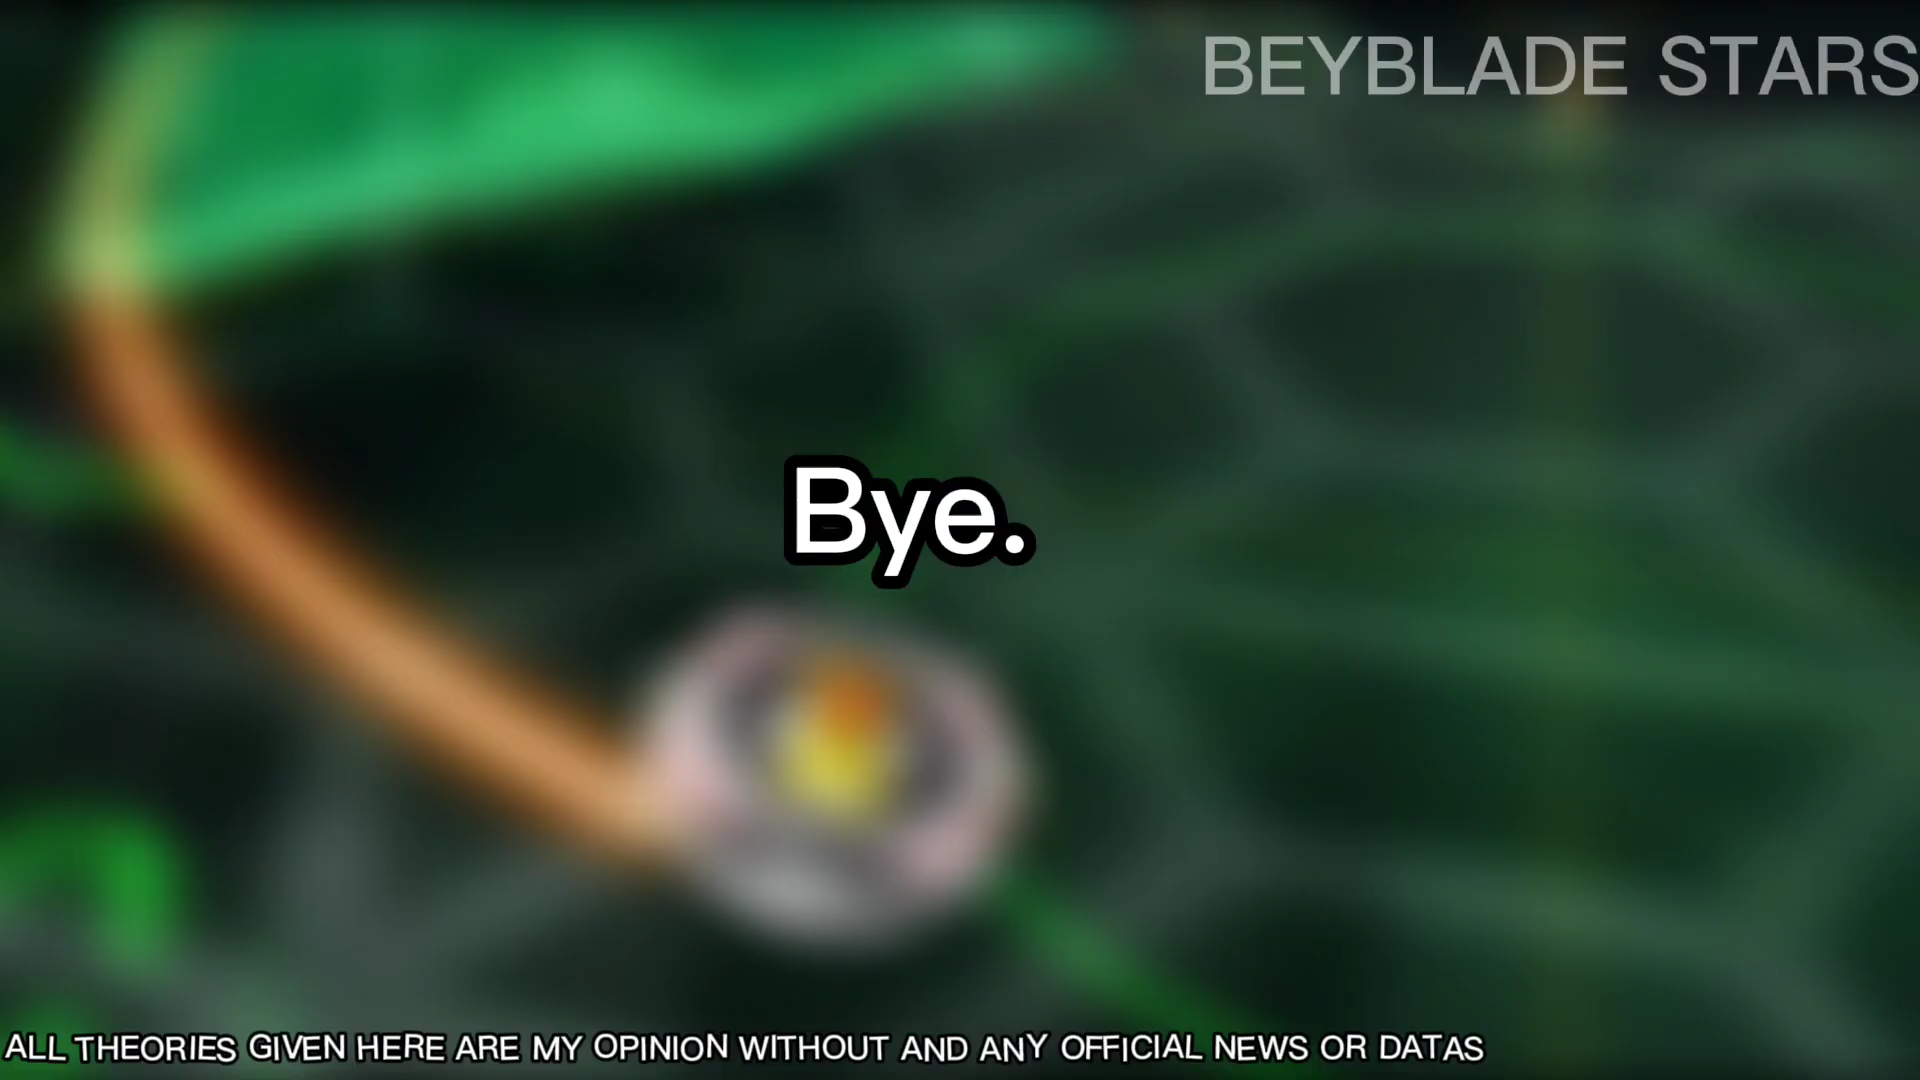 BEYBLADE STARS
Bye.
ALL THEORIES GIVEN HERE ARE MY OPINION WITHOUT AND ANY OFFICIAL NEWS OR DATAS